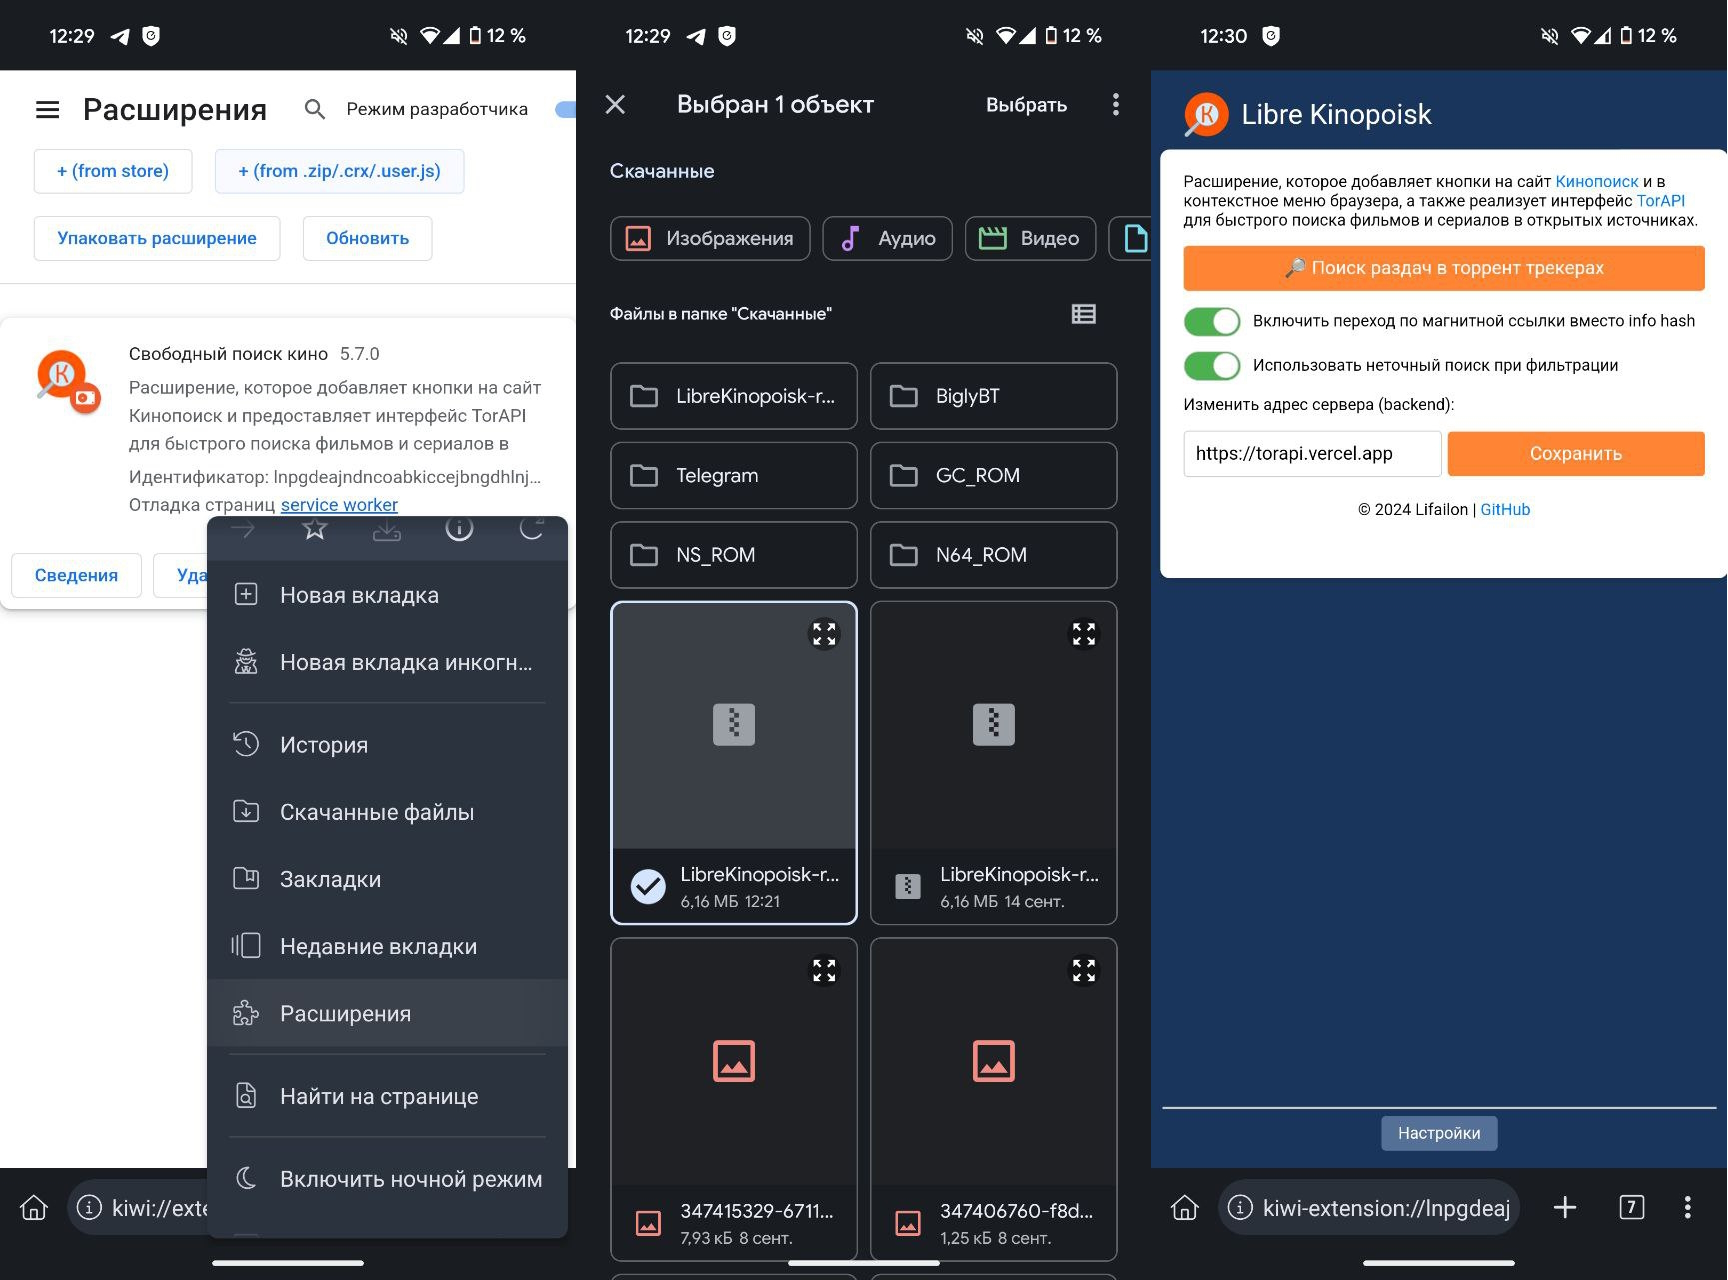 12:29
12 %
Расширения
Режим разработчика
+ (from store)
+ (from .zip/.crx/.user.js)
Упаковать расширение
Обновить
Свободный поиск кино 5.7.0
Расширение, которое добавляет кнопки на сайт
Кинопоиск и предоставляет интерфейс TorAPI
для быстрого поиска фильмов и сериалов в
Идентификатор: lnpgdeajndncoabkiccejbngdhlnj...
Отладка страниц service worker
Сведения
Уда
Новая вкладка
Новая вкладка инкогн...
История
Скачанные файлы
Закладки
Недавние вкладки
Расширения
Найти на странице
Включить ночной режим
kiwi://exte
12:29
12 %
Выбран 1 объект
Выбрать
Скачанные
Изображения
Аудио
Видео
Файлы в папке "Скачанные"
LibreKinopoisk-r...
BiglyBT
Telegram
GC_ROM
NS_ROM
N64_ROM
LibreKinopoisk-r...
6,16 МБ 12:21
LibreKinopoisk-r...
6,16 МБ 14 сент.
347415329-6711...
7,93 кБ 8 сент.
347406760-f8d...
1,25 кБ 8 сент.
12:30
12 %
Libre Kinopoisk
Расширение, которое добавляет кнопки на сайт Кинопоиск и в
контекстное меню браузера, а также реализует интерфейс TorAPI
для быстрого поиска фильмов и сериалов в открытых источниках.
Поиск раздач в торрент трекерах
Включить переход по магнитной ссылки вместо info hash
Использовать неточный поиск при фильтрации
Изменить адрес сервера (backend):
https://torapi.vercel.app
Сохранить
© 2024 Lifailon | GitHub
Настройки
kiwi-extension://lnpgdeaj
7